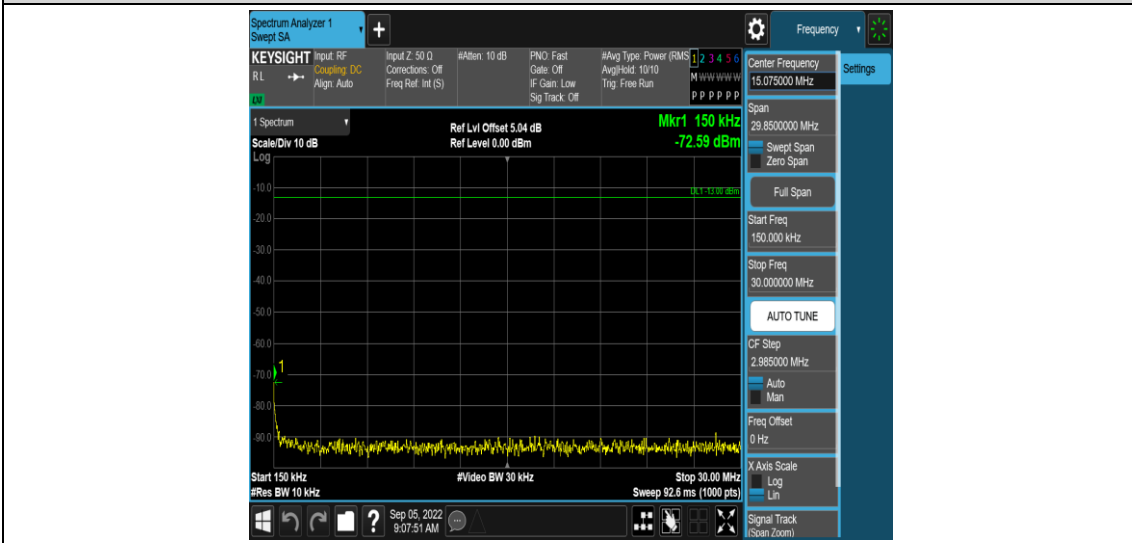 Spectrum Analyzer 1
Swept SA
+
Frequency
KEYSIGHT
RL
LXI
Input: RF
Coupling: DC
Align: Auto
Input Z: 50 Ω
Corrections: Off
Freq Ref: Int (S)
#Atten: 10 dB
PNO: Fast
Gate: Off
IF Gain: Low
Sig Track: Off
#Avg Type: Power (RMS
Avg|Hold: 10/10
Trig: Free Run
1 2 3 4 5 6
M W W W W W
P P P P P P
Center Frequency
15.075000 MHz
Settings
Span
29.8500000 MHz
Swept Span
Zero Span
Full Span
Start Freq
150.000 kHz
Stop Freq
30.000000 MHz
AUTO TUNE
CF Step
2.985000 MHz
Auto
Man
Freq Offset
0 Hz
X Axis Scale
Log
Lin
Signal Track
(Span Zoom)
1 Spectrum
Scale/Div 10 dB
Log
Ref Lvl Offset 5.04 dB
Ref Level 0.00 dBm
Mkr1 150 kHz
-72.59 dBm
DL1 -13.00 dBm
-10.0
-20.0
-30.0
-40.0
-50.0
-60.0
-70.0
-80.0
-90.0
1
Start 150 kHz
#Res BW 10 kHz
#Video BW 30 kHz
Stop 30.00 MHz
Sweep 92.6 ms (1000 pts)
?
Sep 05, 2022
9:07:51 AM